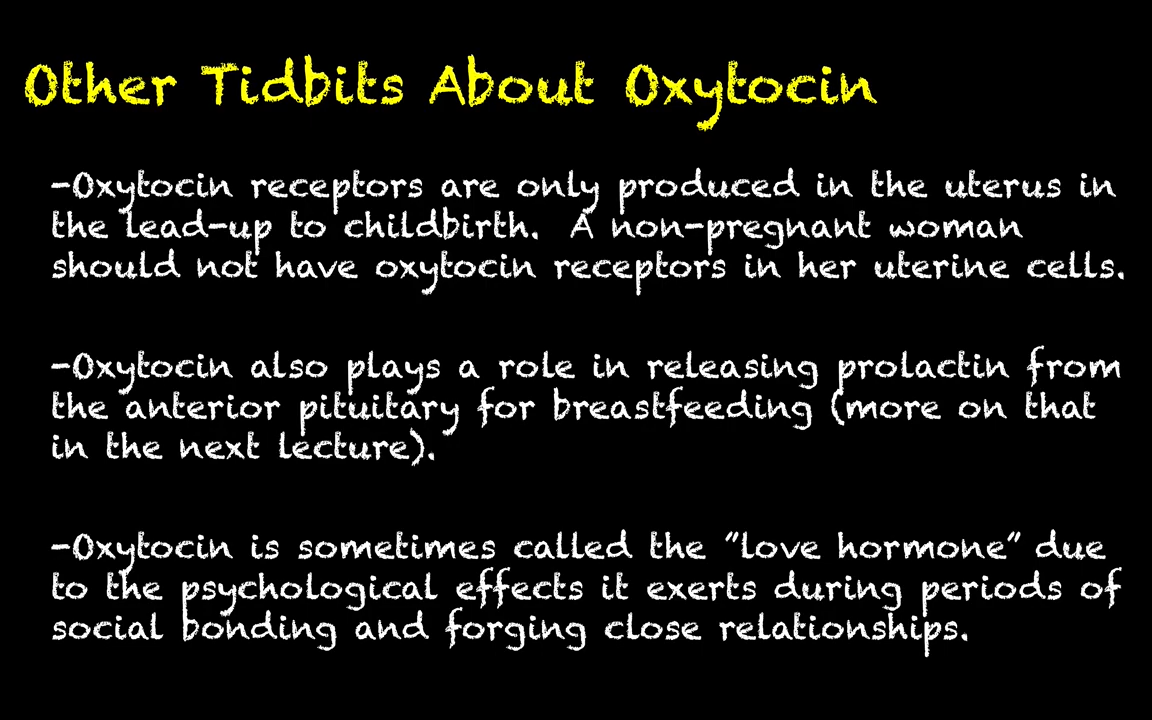 Other Tidbits About Oxytocin
-Oxytocin receptors are only produced in the uterus in
the lead-up to childbirth.  A non-pregnant woman
should not have oxytocin receptors in her uterine cells.
-Oxytocin also plays a role in releasing prolactin from
the anterior pituitary for breastfeeding (more on that
in the next lecture).
-Oxytocin is sometimes called the "love hormone" due
to the psychological effects it exerts during periods of
social bonding and forging close relationships.